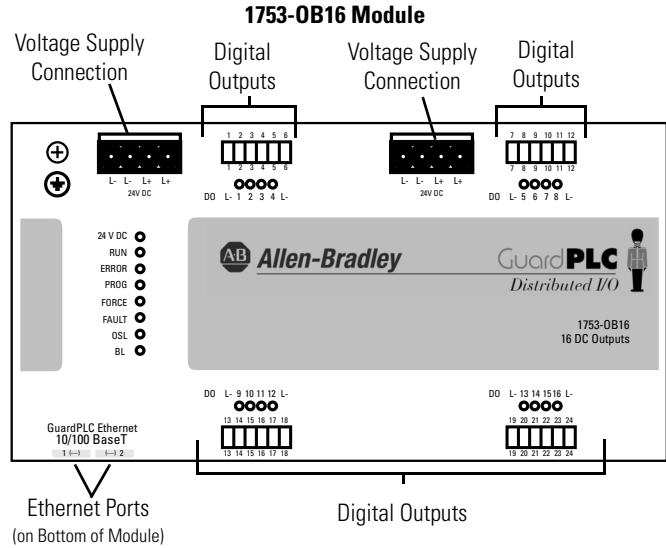 1753-OB16 Module
Voltage Supply
Connection
Digital
Outputs
Voltage Supply
Connection
Digital
Outputs
1 2 3 4 5 6
1 2 3 4 5 6
7 8 9 10 11 12
7 8 9 10 11 12
L- L- L+ L+
24V DC
DO L- 1 2 3 4 L-
L- L- L+ L+
24V DC
DO L- 5 6 7 8 L-
24 V DC
RUN
ERROR
PROG
FORCE
FAULT
OSL
BL
AB Allen-Bradley
GuardPLC
Distributed I/O
1753-OB16
16 DC Outputs
DO L- 9 10 11 12 L-
DO L- 13 14 15 16 L-
13 14 15 16 17 18
13 14 15 16 17 18
19 20 21 22 23 24
19 20 21 22 23 24
GuardPLC Ethernet
10/100 BaseT
1 (—) (—) 2
Ethernet Ports
(on Bottom of Module)
Digital Outputs